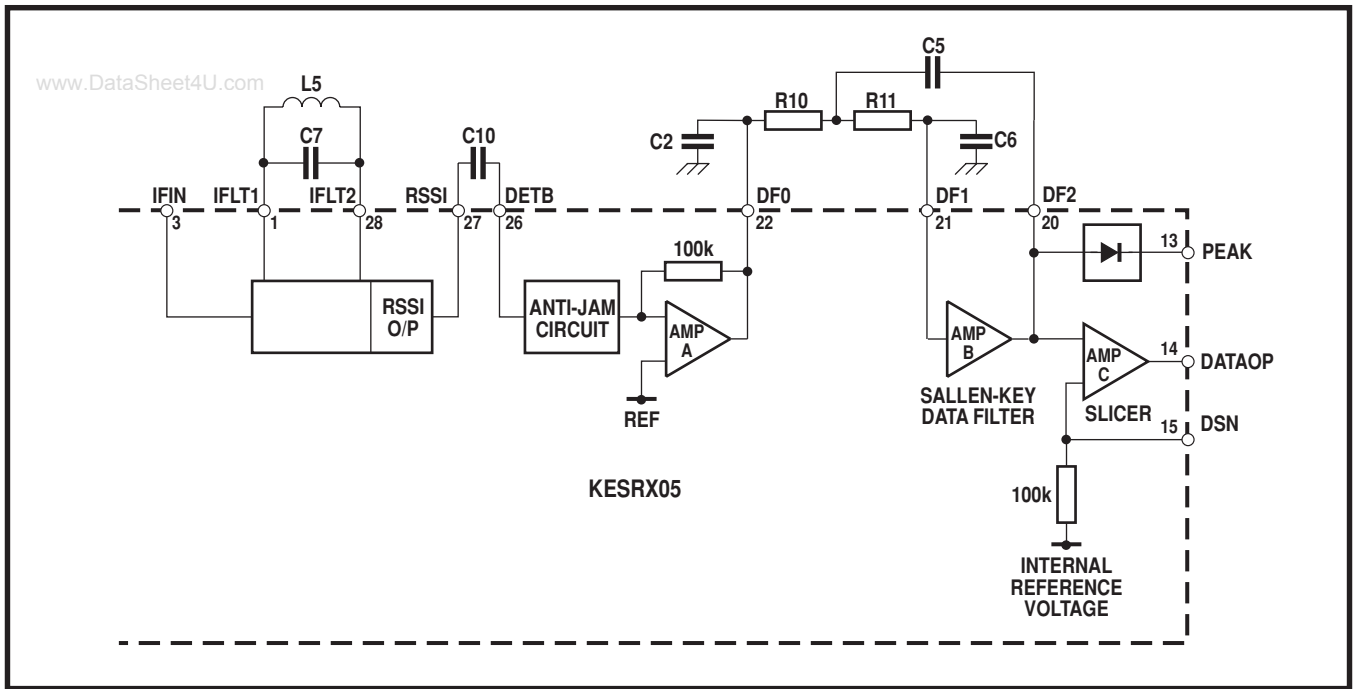 www.DataSheet4U.com
L5
C7
C10
C2
R10
R11
C5
C6
IFIN
IFLT1
IFLT2
RSSI
DETB
DF0
DF1
DF2
3
1
28
27
26
22
21
20
13
PEAK
100k
RSSI
O/P
ANTI-JAM
CIRCUIT
AMP
A
REF
AMP
B
SALLEN-KEY
DATA FILTER
AMP
C
SLICER
14
DATAOP
15
DSN
KESRX05
100k
INTERNAL
REFERENCE
VOLTAGE